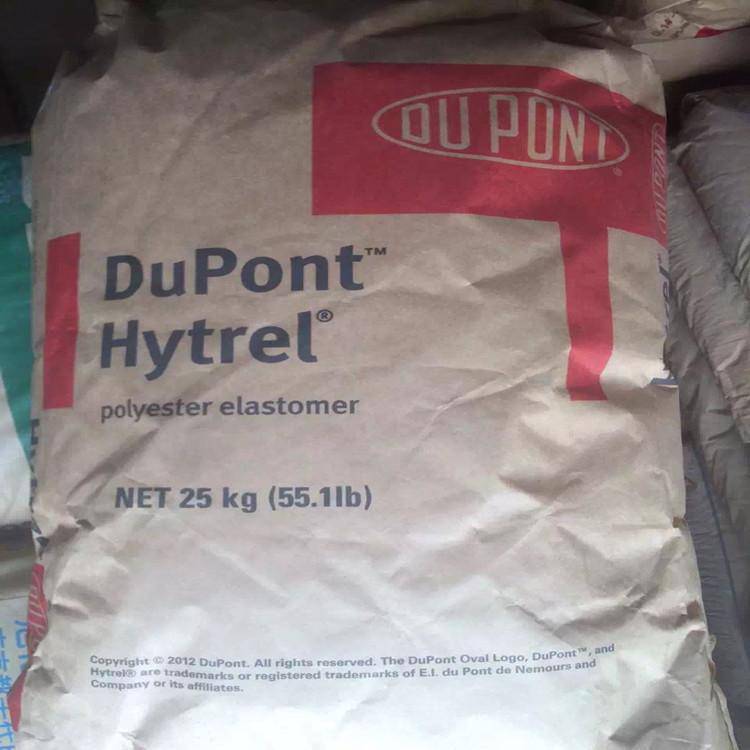 DU PONT®
DuPont™
Hytrel®
polyester elastomer
NET 25 kg (55.1lb)
Copyright © 2012 DuPont. All rights reserved. The DuPont Oval Logo, DuPont™, and
Hytrel® are trademarks or registered trademarks of E.I. du Pont de Nemours and
Company or its affiliates.